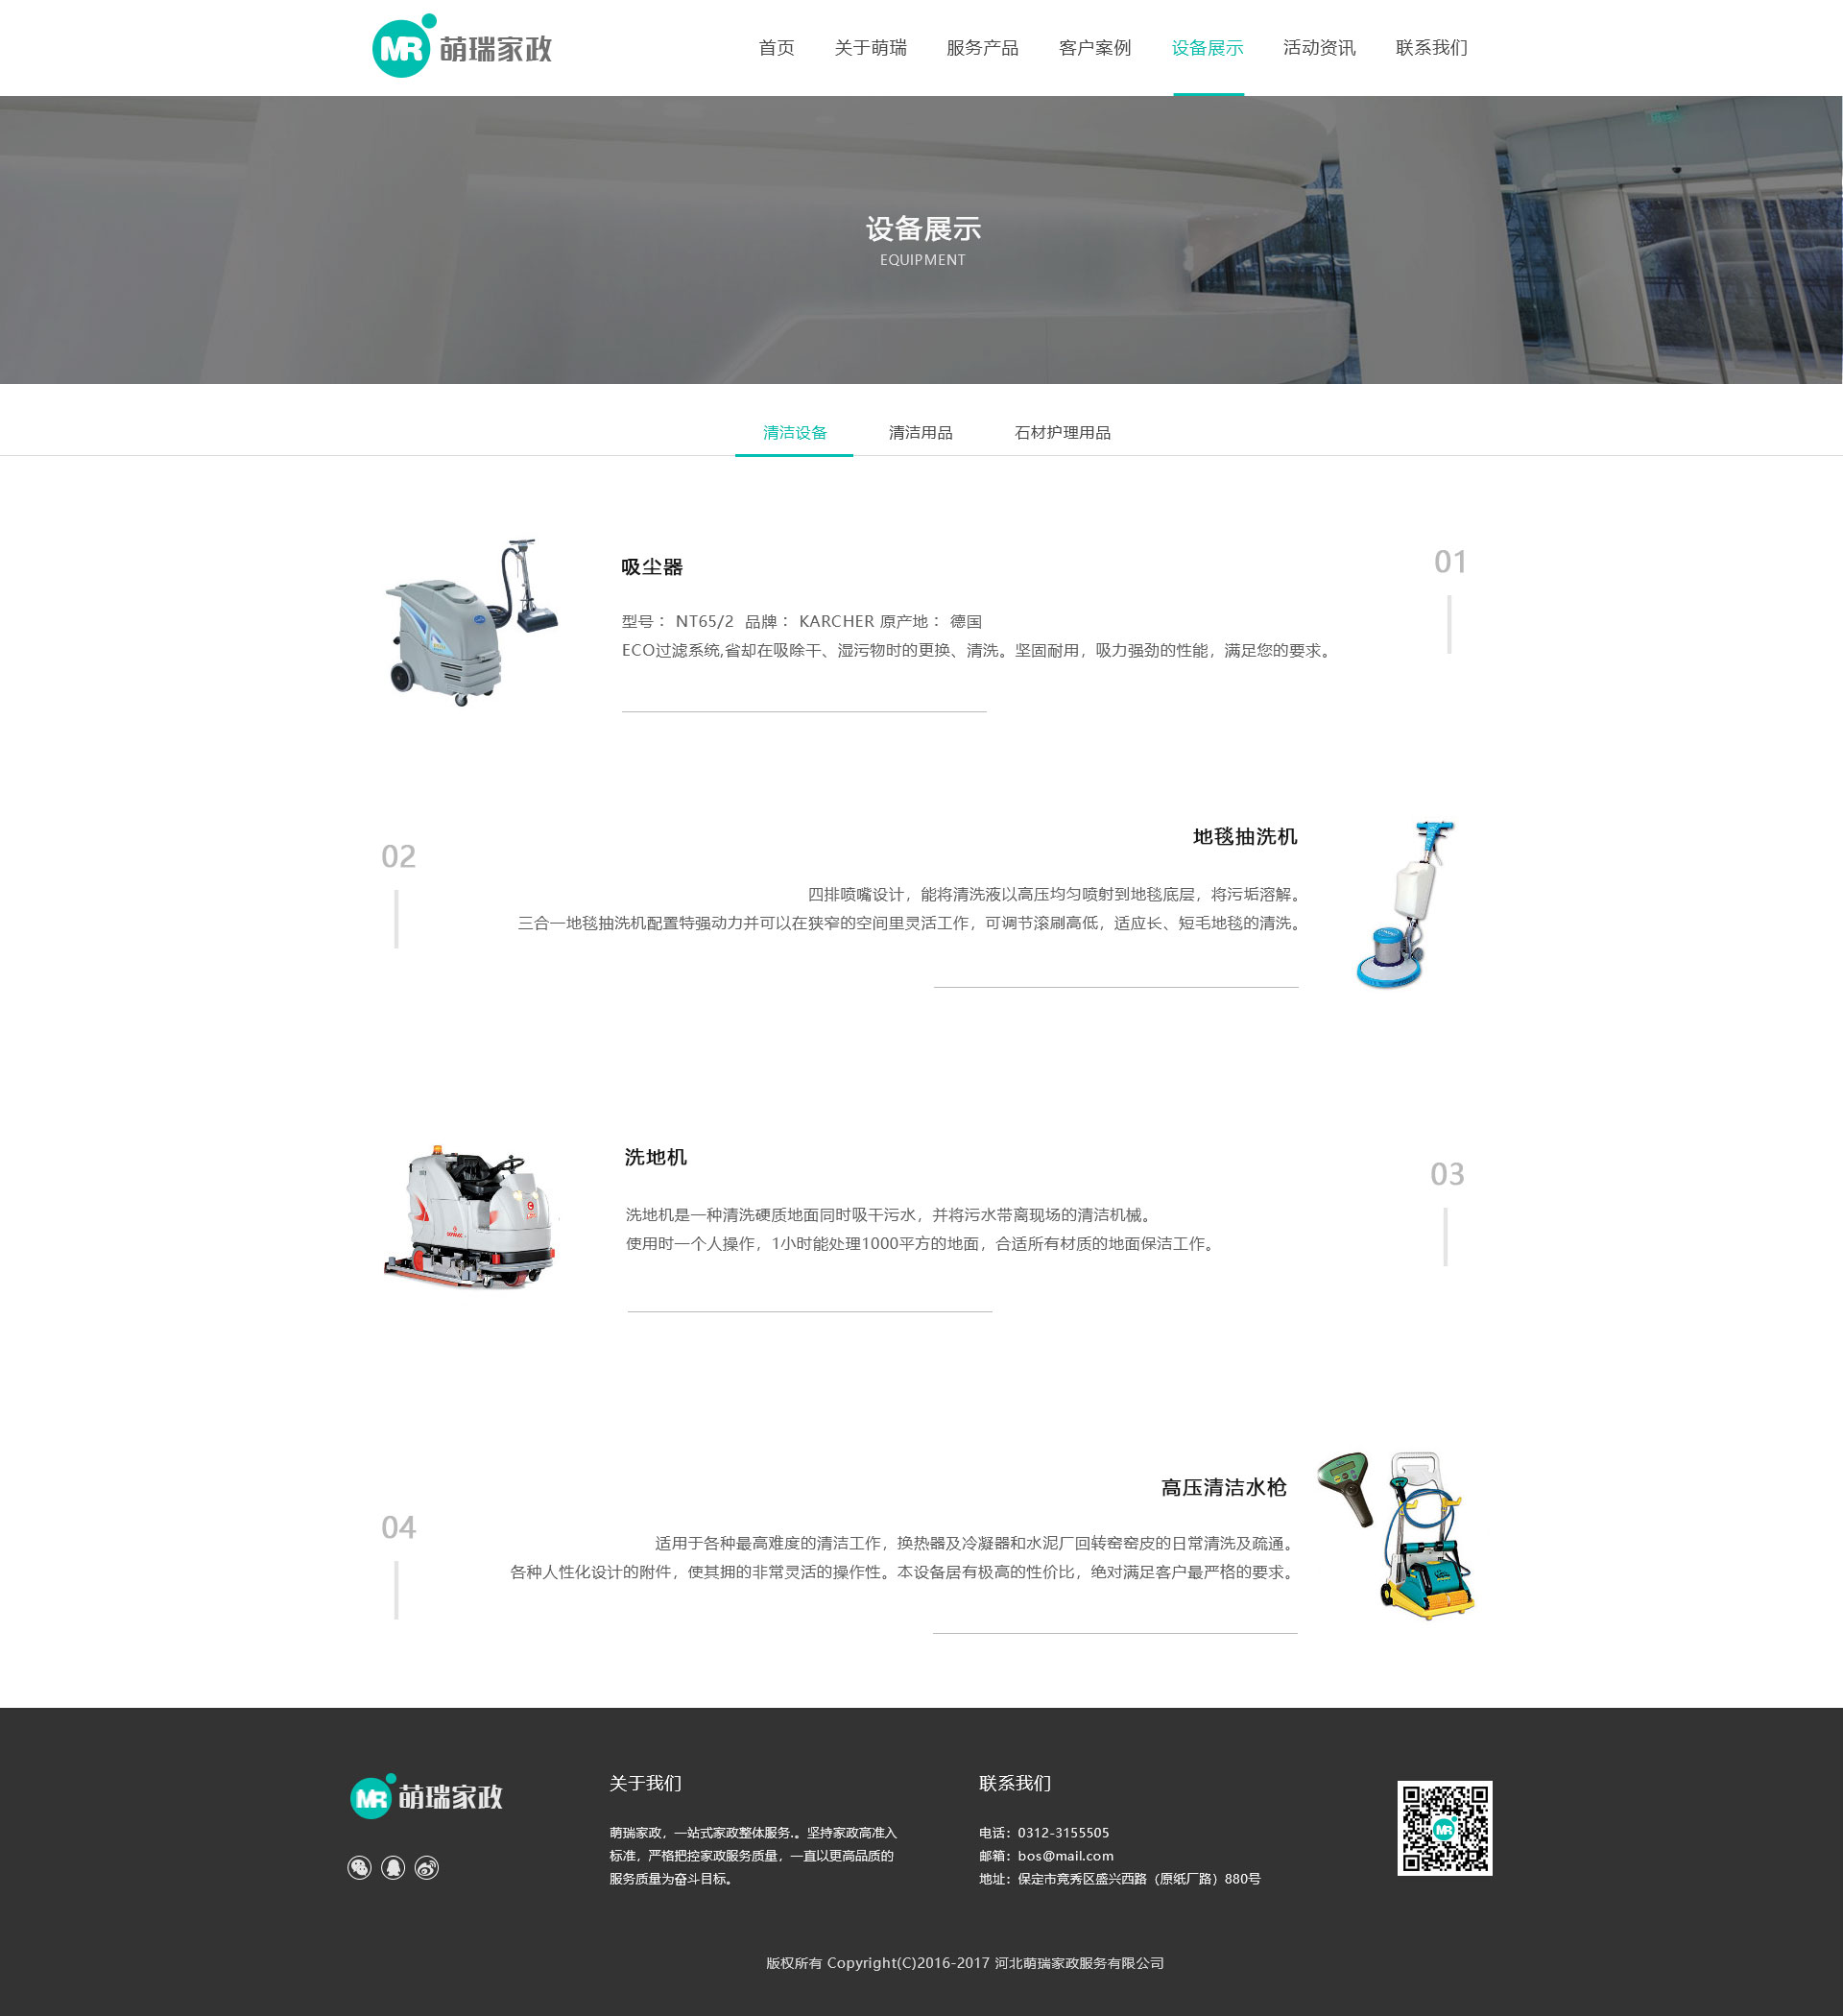 MR 萌瑞家政
首页 关于萌瑞 服务产品 客户案例 设备展示 活动资讯 联系我们
设备展示
EQUIPMENT
清洁设备 清洁用品 石材护理用品
吸尘器
01
型号： NT65/2 品牌： KARCHER 原产地： 德国
ECO过滤系统,省却在吸除干、湿污物时的更换、清洗。坚固耐用，吸力强劲的性能，满足您的要求。
地毯抽洗机
02
四排喷嘴设计，能将清洗液以高压均匀喷射到地毯底层，将污垢溶解。
三合一地毯抽洗机配置特强动力并可以在狭窄的空间里灵活工作，可调节滚刷高低，适应长、短毛地毯的清洗。
洗地机
03
洗地机是一种清洗硬质地面同时吸干污水，并将污水带离现场的清洁机械。
使用时一个人操作，1小时能处理1000平方的地面，合适所有材质的地面保洁工作。
高压清洁水枪
04
适用于各种最高难度的清洁工作，换热器及冷凝器和水泥厂回转窑窑皮的日常清洗及疏通。
各种人性化设计的附件，使其拥的非常灵活的操作性。本设备居有极高的性价比，绝对满足客户最严格的要求。
MR 萌瑞家政
关于我们
萌瑞家政，一站式家政整体服务.。坚持家政高准入
标准，严格把控家政服务质量，一直以更高品质的
服务质量为奋斗目标。
联系我们
电话：0312-3155505
邮箱：bos@mail.com
地址：保定市竞秀区盛兴西路（原纸厂路）880号
MR
版权所有 Copyright(C)2016-2017 河北萌瑞家政服务有限公司